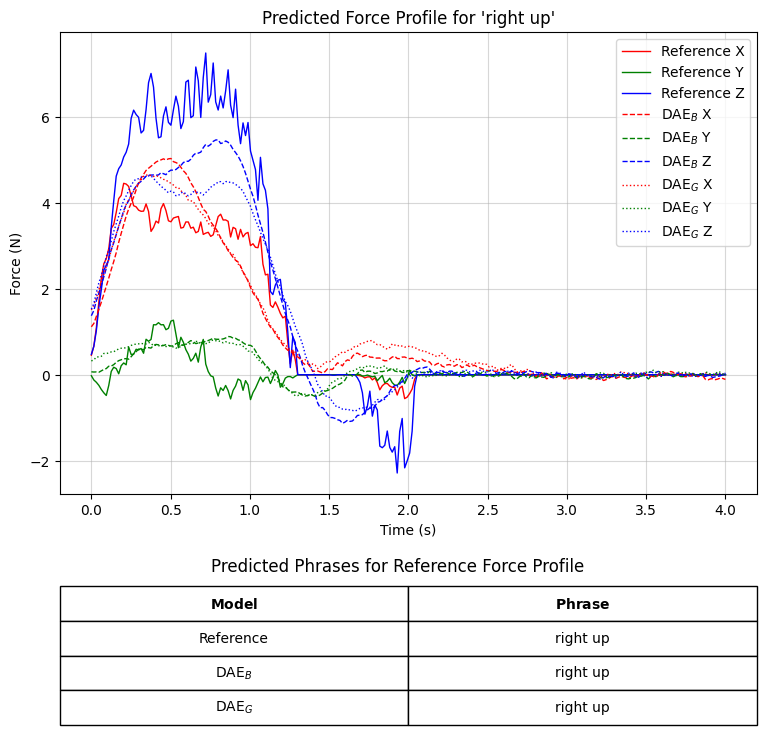 Predicted Force Profile for 'right up'
Reference X
Reference Y
Reference Z
DAE_B X
DAE_B Y
DAE_B Z
DAE_G X
DAE_G Y
DAE_G Z
Force (N)
6
4
2
0
−2
0.0 0.5 1.0 1.5 2.0 2.5 3.0 3.5 4.0
Time (s)
Predicted Phrases for Reference Force Profile
Model Phrase
Reference right up
DAE_B right up
DAE_G right up